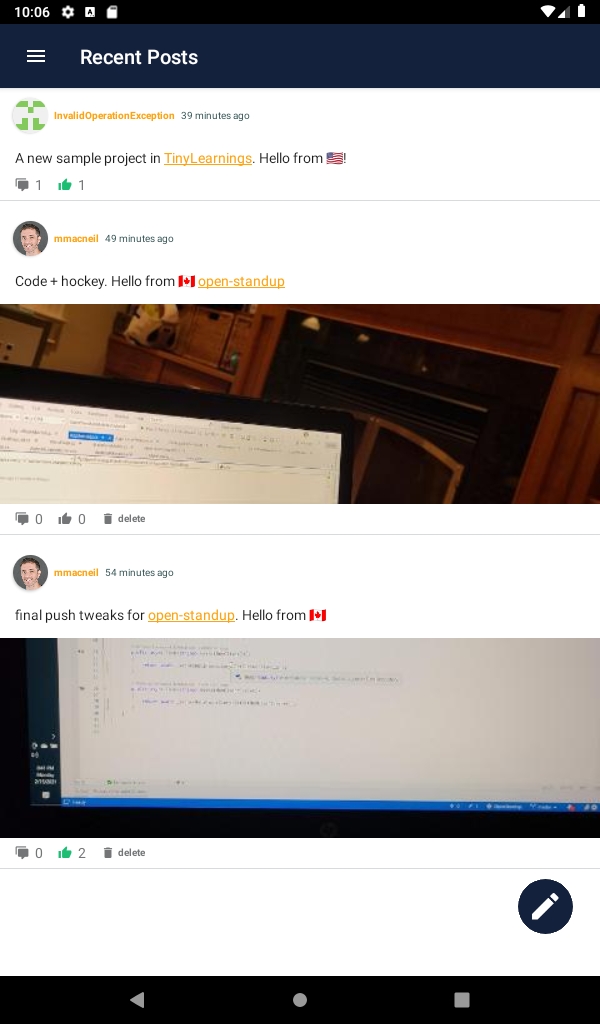 10:06
Recent Posts
InvalidOperationException 39 minutes ago
A new sample project in TinyLearnings. Hello from 🇺🇸!
1 1
mmacneil 49 minutes ago
Code + hockey. Hello from 🇨🇦 open-standup
0 0 delete
mmacneil 54 minutes ago
final push tweaks for open-standup. Hello from 🇨🇦
0 2 delete